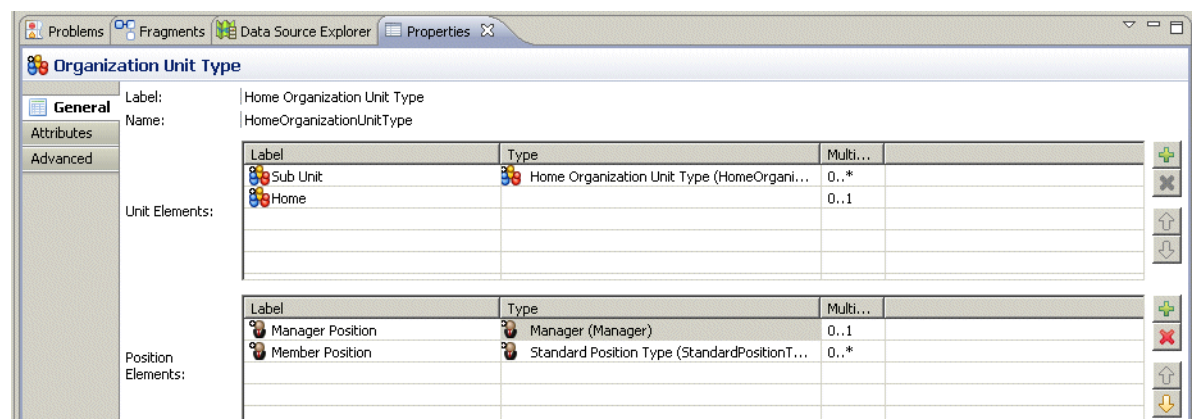 Problems Fragments Data Source Explorer Properties
Organization Unit Type
General
Attributes
Advanced
Label: Home Organization Unit Type
Name: HomeOrganizationUnitType
Unit Elements:
Label Type Multi...
Sub Unit Home Organization Unit Type (HomeOrgani... 0..*
Home 0..1
Position
Elements:
Label Type Multi...
Manager Position Manager (Manager) 0..1
Member Position Standard Position Type (StandardPositionT... 0..*